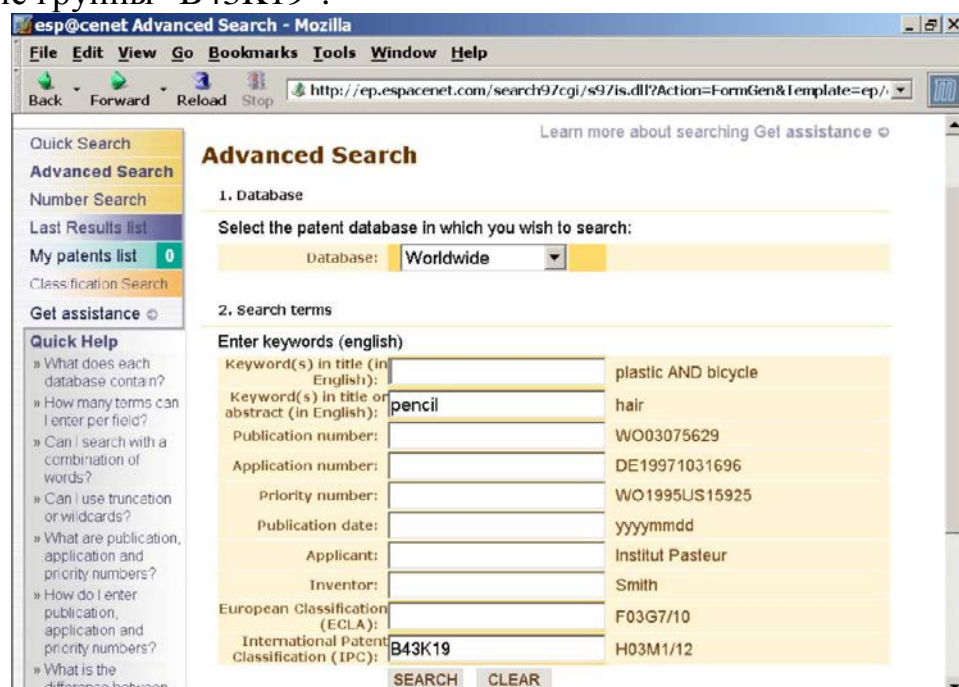 группы "B43K19".
esp@cenet Advanced Search - Mozilla
File Edit View Go Bookmarks Tools Window Help
Back Forward Reload Stop http://ep.espacenet.com/search97cgi/s97is.dll?Action=FormGen&Template=ep/
Learn more about searching Get assistance
Quick Search
Advanced Search
Number Search
Last Results list
My patents list 0
Classification Search
Get assistance
Quick Help
» What does each
database contain?
» How many terms can
I enter per field?
» Can I search with a
combination of
words?
» Can I use truncation
or wildcards?
» What are publication,
application and
priority numbers?
» How do I enter
publication,
application and
priority numbers?
» What is the
difference between
Advanced Search
1. Database
Select the patent database in which you wish to search:
Database: Worldwide
2. Search terms
Enter keywords (english)
Keyword(s) in title (in
English): plastic AND bicycle
Keyword(s) in title or
abstract (in English): pencil hair
Publication number: WO03075629
Application number: DE19971031696
Priority number: WO1995US15925
Publication date: yyyymmdd
Applicant: Institut Pasteur
Inventor: Smith
European Classification
(ECLA): F03G7/10
International Patent
Classification (IPC): B43K19 H03M1/12
SEARCH CLEAR